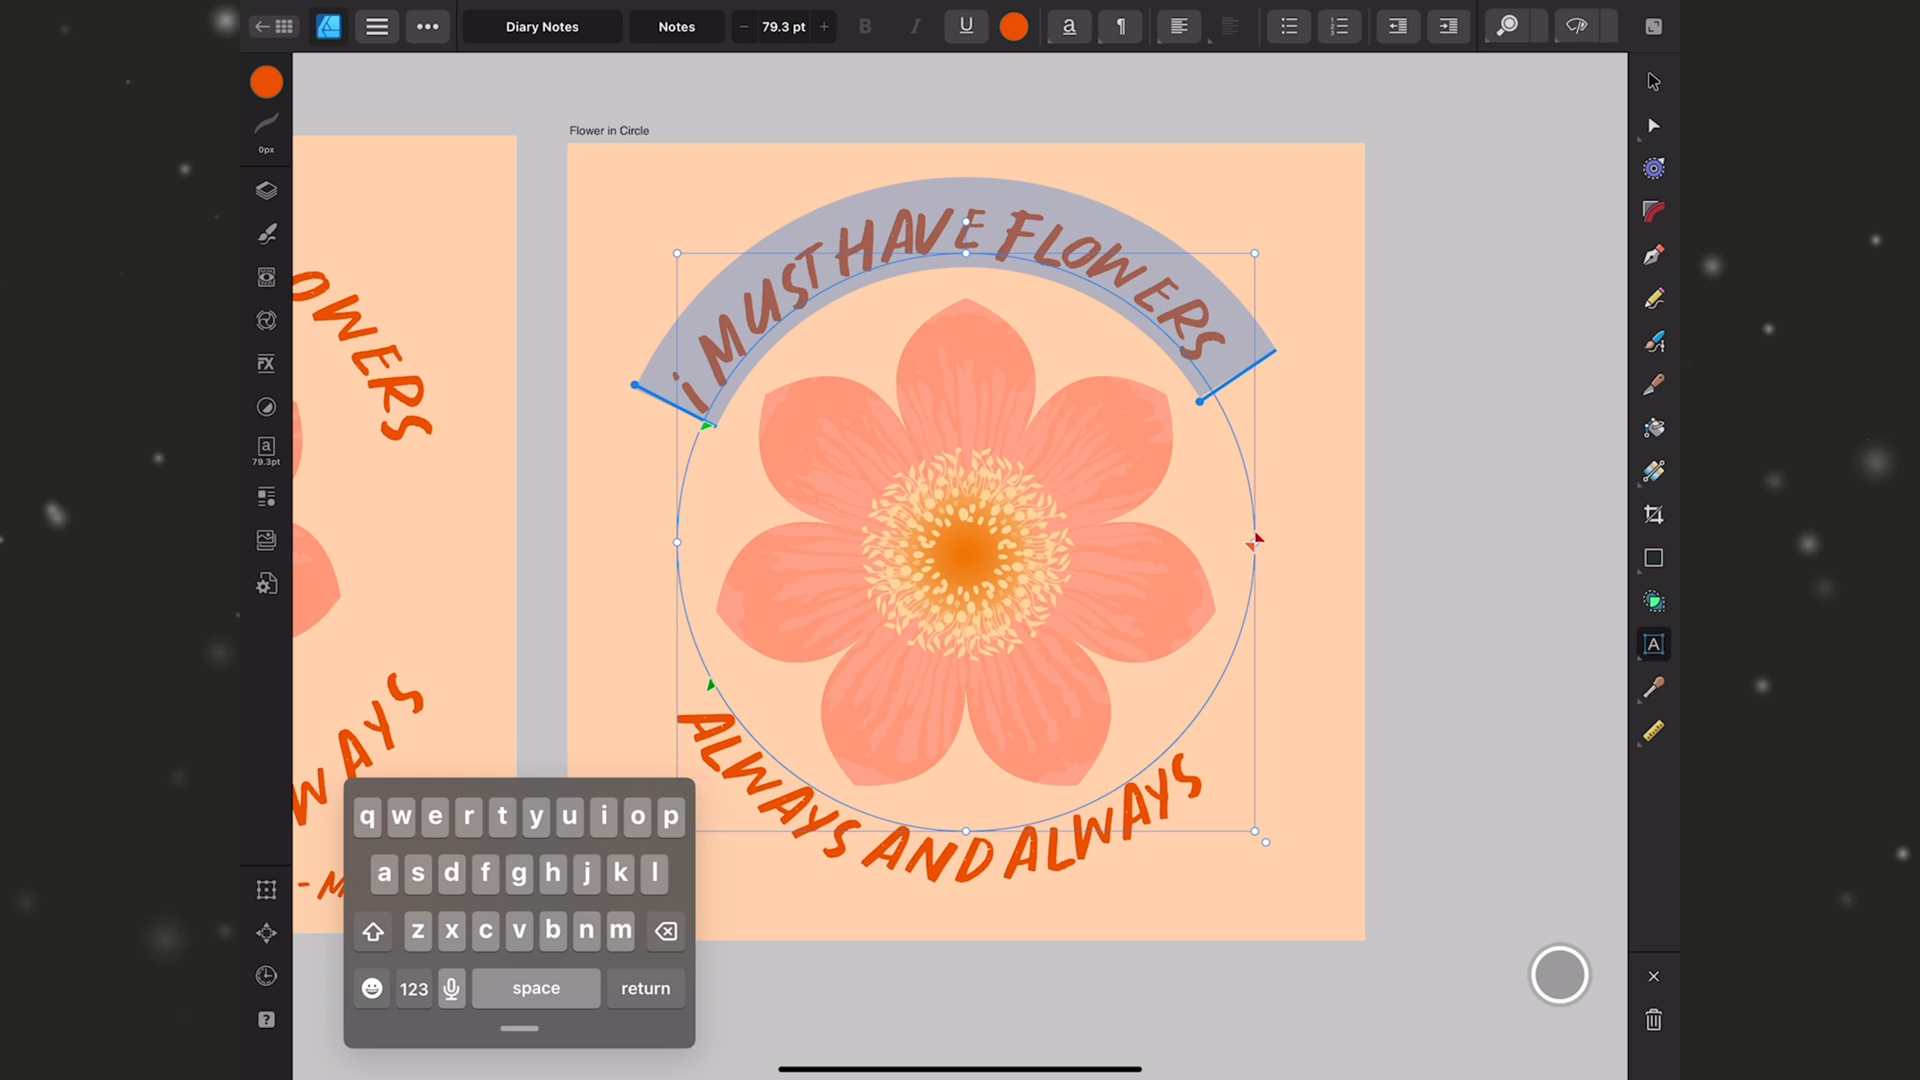 Diary Notes
Notes
79.3 pt
B
I
U
a
Flower in Circle
0px
FX
a
79.3pt
OWERS
WAYS
- M
i MUST HAVE FLOWERS
ALWAYS AND ALWAYS
A
q w e r t y u i o p
a s d f g h j k l
z x c v b n m
123
space
return
?